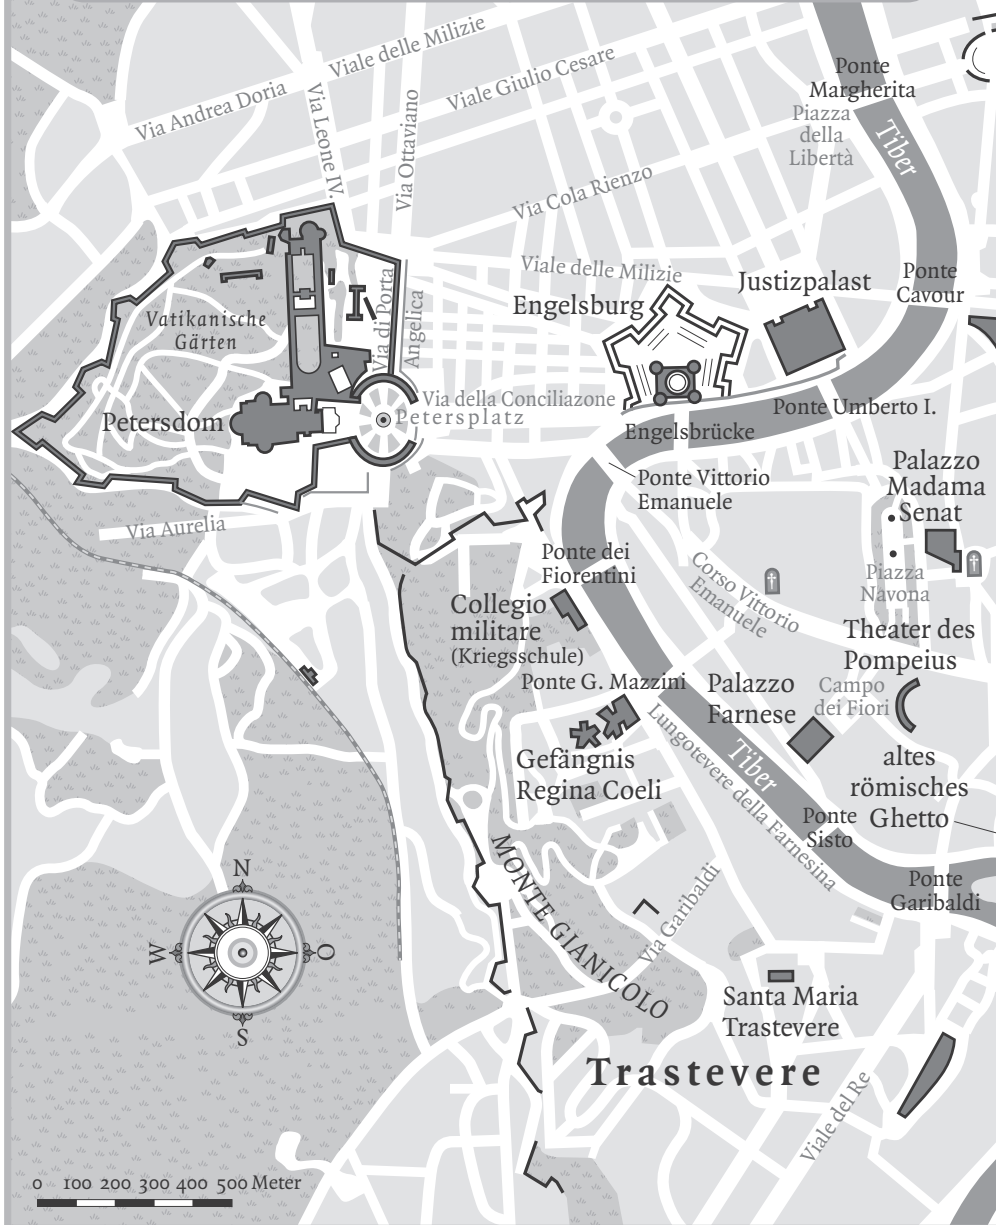 Viale delle Milizie
Via Andrea Doria
Viale Giulio Cesare
Via Leone IV.
Via Ottaviano
Via Cola Rienzo
Ponte
Margherita
Piazza
della
Libertà
Tiber
Viale delle Milizie
Engelsburg
Justizpalast
Ponte
Cavour
Vatikanische
Gärten
Via di Porta
Angelica
Petersdom
Via della Conciliazone
Petersplatz
Ponte Umberto I.
Engelsbrücke
Ponte Vittorio
Emanuele
Palazzo
Madama
Senat
Via Aurelia
Ponte dei
Fiorentini
Corso Vittorio
Emanuele
Piazza
Navona
Collegio
militare
(Kriegsschule)
Theater des
Pompeius
Ponte G. Mazzini
Palazzo
Farnese
Campo
dei Fiori
Gefängnis
Regina Coeli
Tiber
Lungotevere della Farnesina
altes
römisches
Ghetto
Ponte
Sisto
MONTE GIANICOLO
Via Garibaldi
Ponte
Garibaldi
N
W
O
S
Santa Maria
Trastevere
Trastevere
Viale del Re
0 100 200 300 400 500 Meter